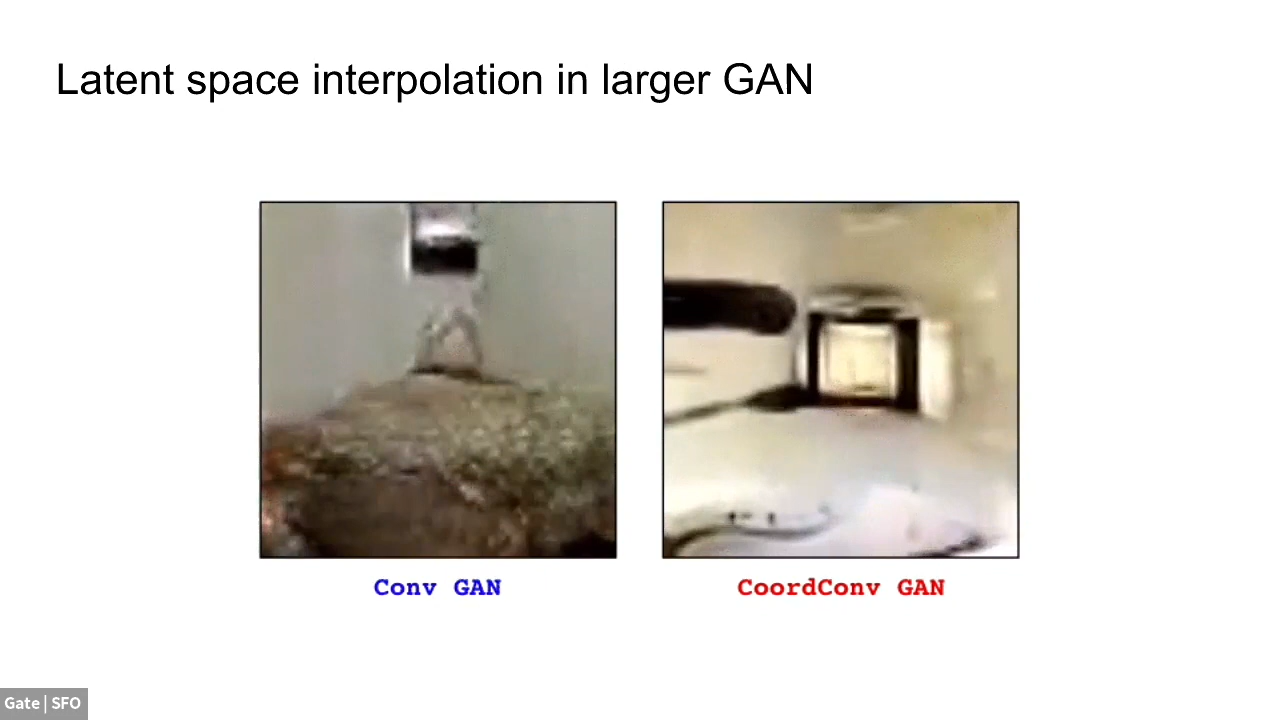 Latent space interpolation in larger GAN
Conv GAN
CoordConv GAN
Gate | SFO